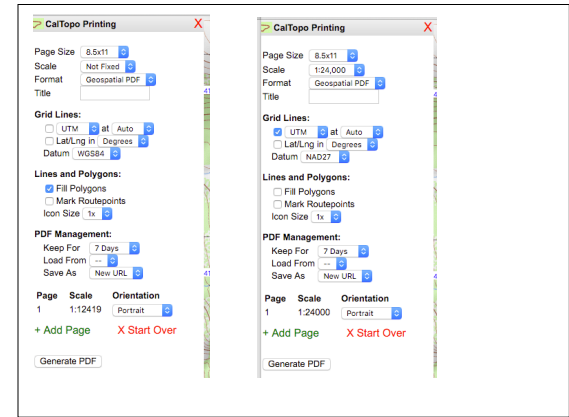 CalTopo Printing X
Page Size 8.5x11
Scale Not Fixed
Format Geospatial PDF
Title
Grid Lines:
UTM at Auto
Lat/Lng in Degrees
Datum WGS84
Lines and Polygons:
Fill Polygons
Mark Routepoints
Icon Size 1x
PDF Management:
Keep For 7 Days
Load From --
Save As New URL
Page Scale Orientation
1 1:12419 Portrait
+ Add Page X Start Over
Generate PDF
CalTopo Printing X
Page Size 8.5x11
Scale 1:24,000
Format Geospatial PDF
Title
Grid Lines:
UTM at Auto
Lat/Lng in Degrees
Datum NAD27
Lines and Polygons:
Fill Polygons
Mark Routepoints
Icon Size 1x
PDF Management:
Keep For 7 Days
Load From --
Save As New URL
Page Scale Orientation
1 1:24000 Portrait
+ Add Page X Start Over
Generate PDF